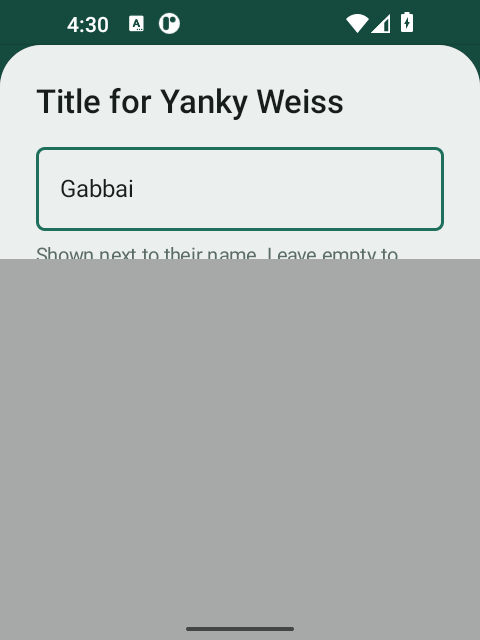 4:30
Title for Yanky Weiss
Gabbai
Shown next to their name. Leave empty to